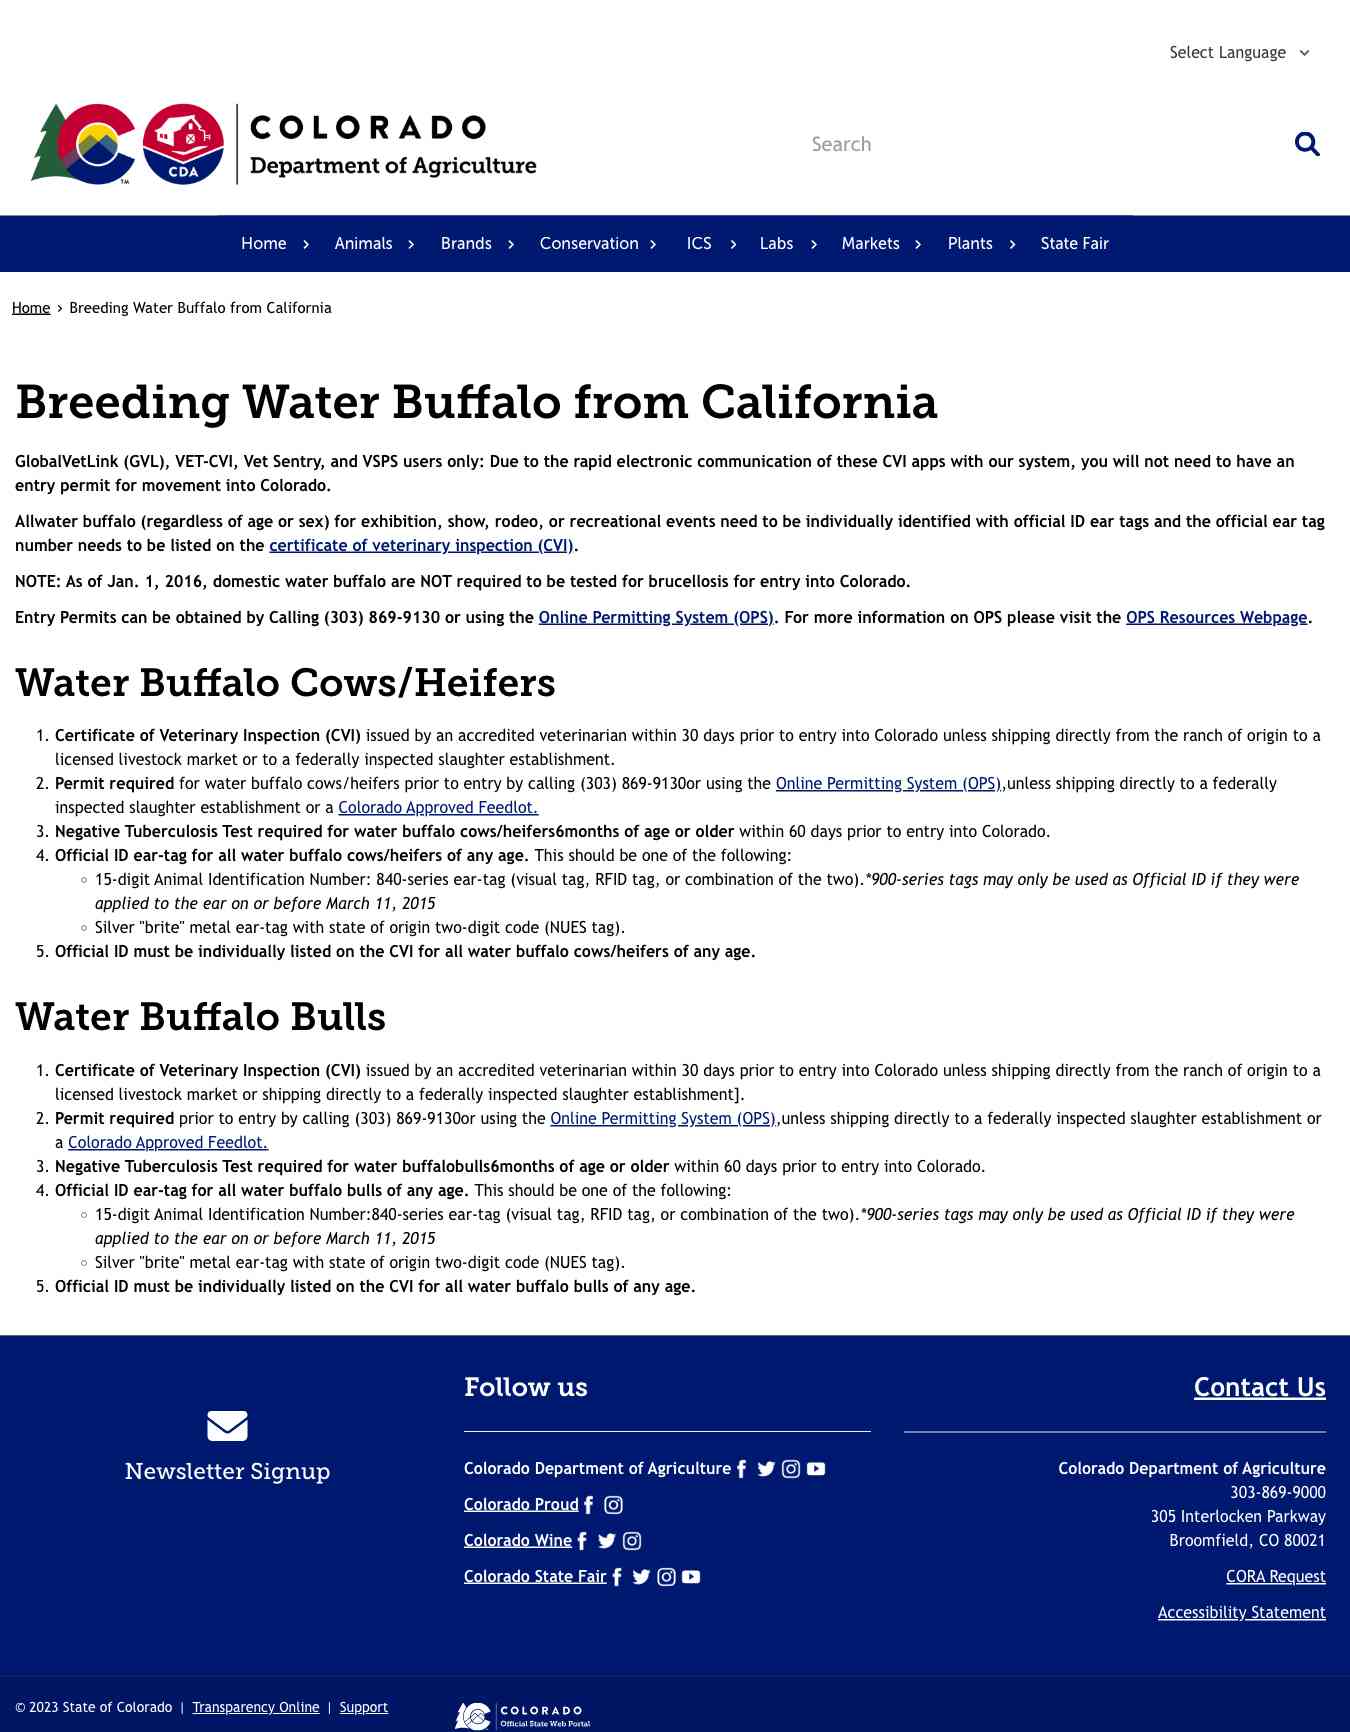 Select Language
COLORADO
Department of Agriculture
CDA
TM
Search
Home Animals Brands Conservation ICS Labs Markets Plants State Fair
Home › Breeding Water Buffalo from California
Breeding Water Buffalo from California
GlobalVetLink (GVL), VET-CVI, Vet Sentry, and VSPS users only: Due to the rapid electronic communication of these CVI apps with our system, you will not need to have an
entry permit for movement into Colorado.
Allwater buffalo (regardless of age or sex) for exhibition, show, rodeo, or recreational events need to be individually identified with official ID ear tags and the official ear tag
number needs to be listed on the certificate of veterinary inspection (CVI).
NOTE: As of Jan. 1, 2016, domestic water buffalo are NOT required to be tested for brucellosis for entry into Colorado.
Entry Permits can be obtained by Calling (303) 869-9130 or using the Online Permitting System (OPS). For more information on OPS please visit the OPS Resources Webpage.
Water Buffalo Cows/Heifers
1. Certificate of Veterinary Inspection (CVI) issued by an accredited veterinarian within 30 days prior to entry into Colorado unless shipping directly from the ranch of origin to a
licensed livestock market or to a federally inspected slaughter establishment.
2. Permit required for water buffalo cows/heifers prior to entry by calling (303) 869-9130or using the Online Permitting System (OPS),unless shipping directly to a federally
inspected slaughter establishment or a Colorado Approved Feedlot.
3. Negative Tuberculosis Test required for water buffalo cows/heifers6months of age or older within 60 days prior to entry into Colorado.
4. Official ID ear-tag for all water buffalo cows/heifers of any age. This should be one of the following:
◦ 15-digit Animal Identification Number: 840-series ear-tag (visual tag, RFID tag, or combination of the two).*900-series tags may only be used as Official ID if they were
applied to the ear on or before March 11, 2015
◦ Silver "brite" metal ear-tag with state of origin two-digit code (NUES tag).
5. Official ID must be individually listed on the CVI for all water buffalo cows/heifers of any age.
Water Buffalo Bulls
1. Certificate of Veterinary Inspection (CVI) issued by an accredited veterinarian within 30 days prior to entry into Colorado unless shipping directly from the ranch of origin to a
licensed livestock market or shipping directly to a federally inspected slaughter establishment].
2. Permit required prior to entry by calling (303) 869-9130or using the Online Permitting System (OPS),unless shipping directly to a federally inspected slaughter establishment or
a Colorado Approved Feedlot.
3. Negative Tuberculosis Test required for water buffalobulls6months of age or older within 60 days prior to entry into Colorado.
4. Official ID ear-tag for all water buffalo bulls of any age. This should be one of the following:
◦ 15-digit Animal Identification Number:840-series ear-tag (visual tag, RFID tag, or combination of the two).*900-series tags may only be used as Official ID if they were
applied to the ear on or before March 11, 2015
◦ Silver "brite" metal ear-tag with state of origin two-digit code (NUES tag).
5. Official ID must be individually listed on the CVI for all water buffalo bulls of any age.
Newsletter Signup
Follow us
Colorado Department of Agriculture
Colorado Proud
Colorado Wine
Colorado State Fair
Contact Us
Colorado Department of Agriculture
303-869-9000
305 Interlocken Parkway
Broomfield, CO 80021
CORA Request
Accessibility Statement
© 2023 State of Colorado | Transparency Online | Support
COLORADO
Official State Web Portal